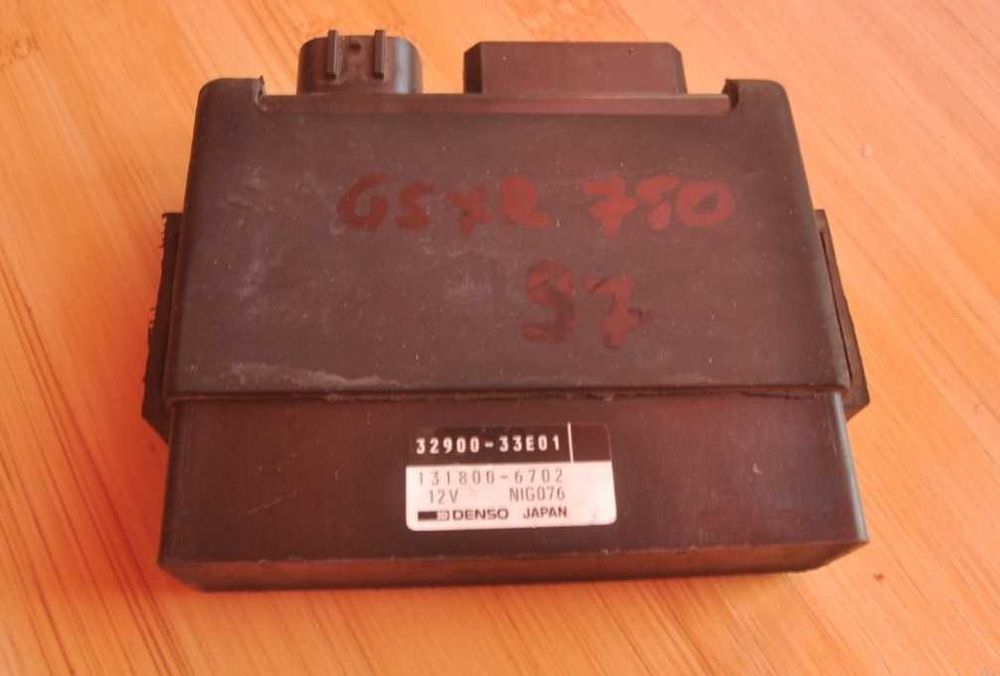 GSXR 750
97
32900-33E01
131800-6702
12V NIG076
DENSO JAPAN